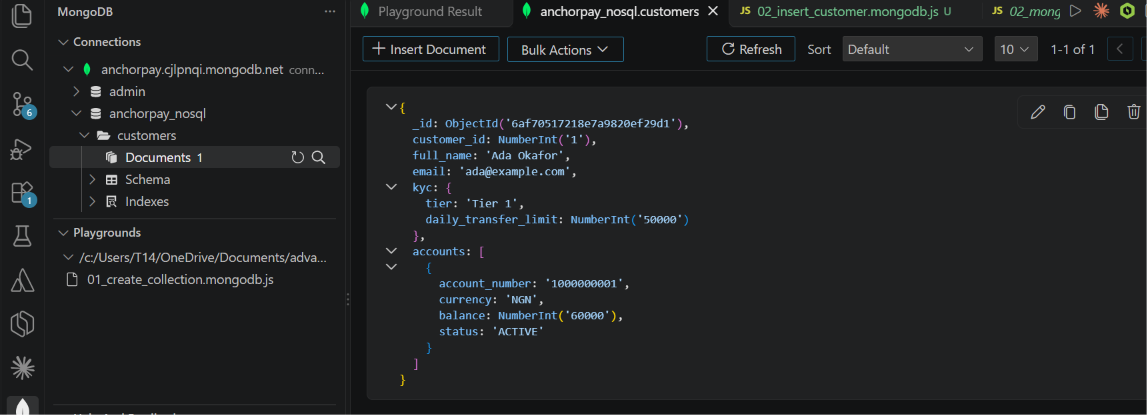 MongoDB
Playground Result
anchorpay_nosql.customers
JS 02_insert_customer.mongodb.js U
JS 02_mong
Connections
anchorpay.cjlpnqi.mongodb.net conn...
admin
anchorpay_nosql
customers
Documents 1
Schema
Indexes
Playgrounds
/c:/Users/T14/OneDrive/Documents/adva...
01_create_collection.mongodb.js
6
1
+ Insert Document
Bulk Actions
Refresh
Sort
Default
10
1-1 of 1
{
_id: ObjectId('6af70517218e7a9820ef29d1'),
customer_id: NumberInt('1'),
full_name: 'Ada Okafor',
email: 'ada@example.com',
kyc: {
tier: 'Tier 1',
daily_transfer_limit: NumberInt('50000')
},
accounts: [
{
account_number: '1000000001',
currency: 'NGN',
balance: NumberInt('60000'),
status: 'ACTIVE'
}
]
}